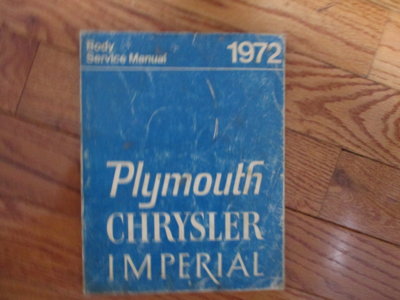 Body
Service Manual
1972
Plymouth
CHRYSLER
IMPERIAL